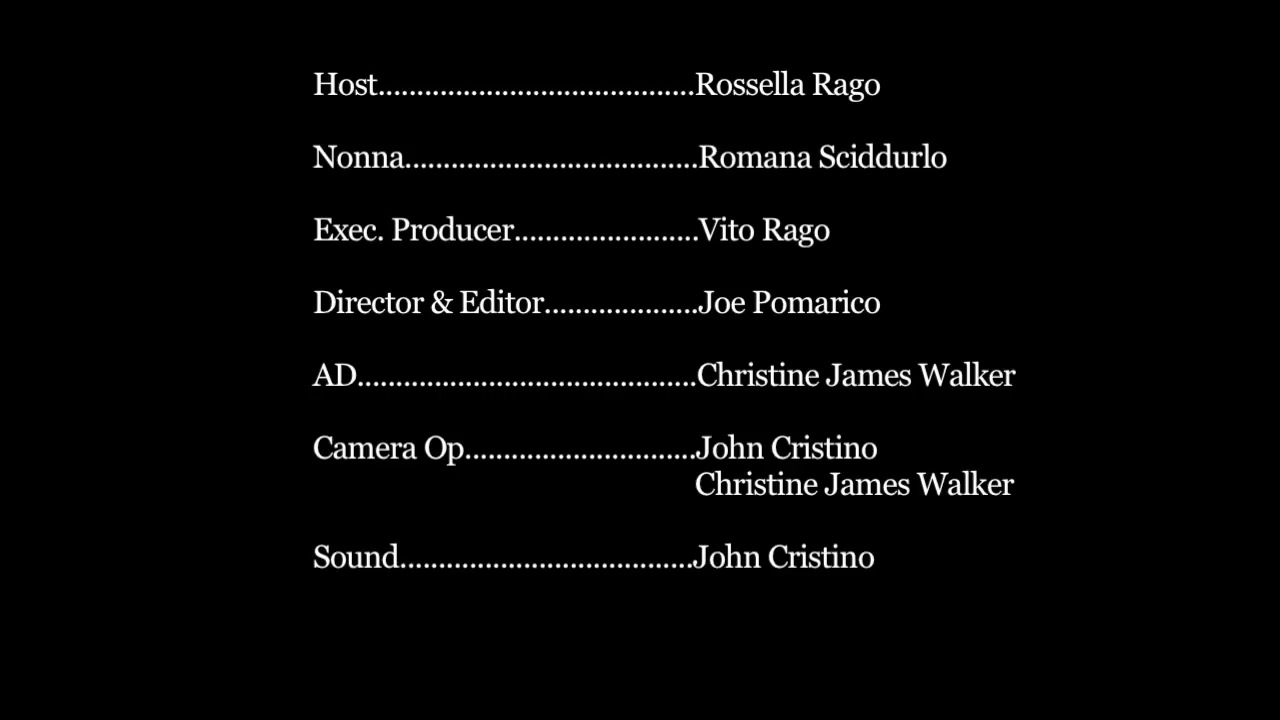 Host.........................................Rossella Rago
Nonna......................................Romana Sciddurlo
Exec. Producer........................Vito Rago
Director & Editor....................Joe Pomarico
AD............................................Christine James Walker
Camera Op..............................John Cristino
Christine James Walker
Sound......................................John Cristino